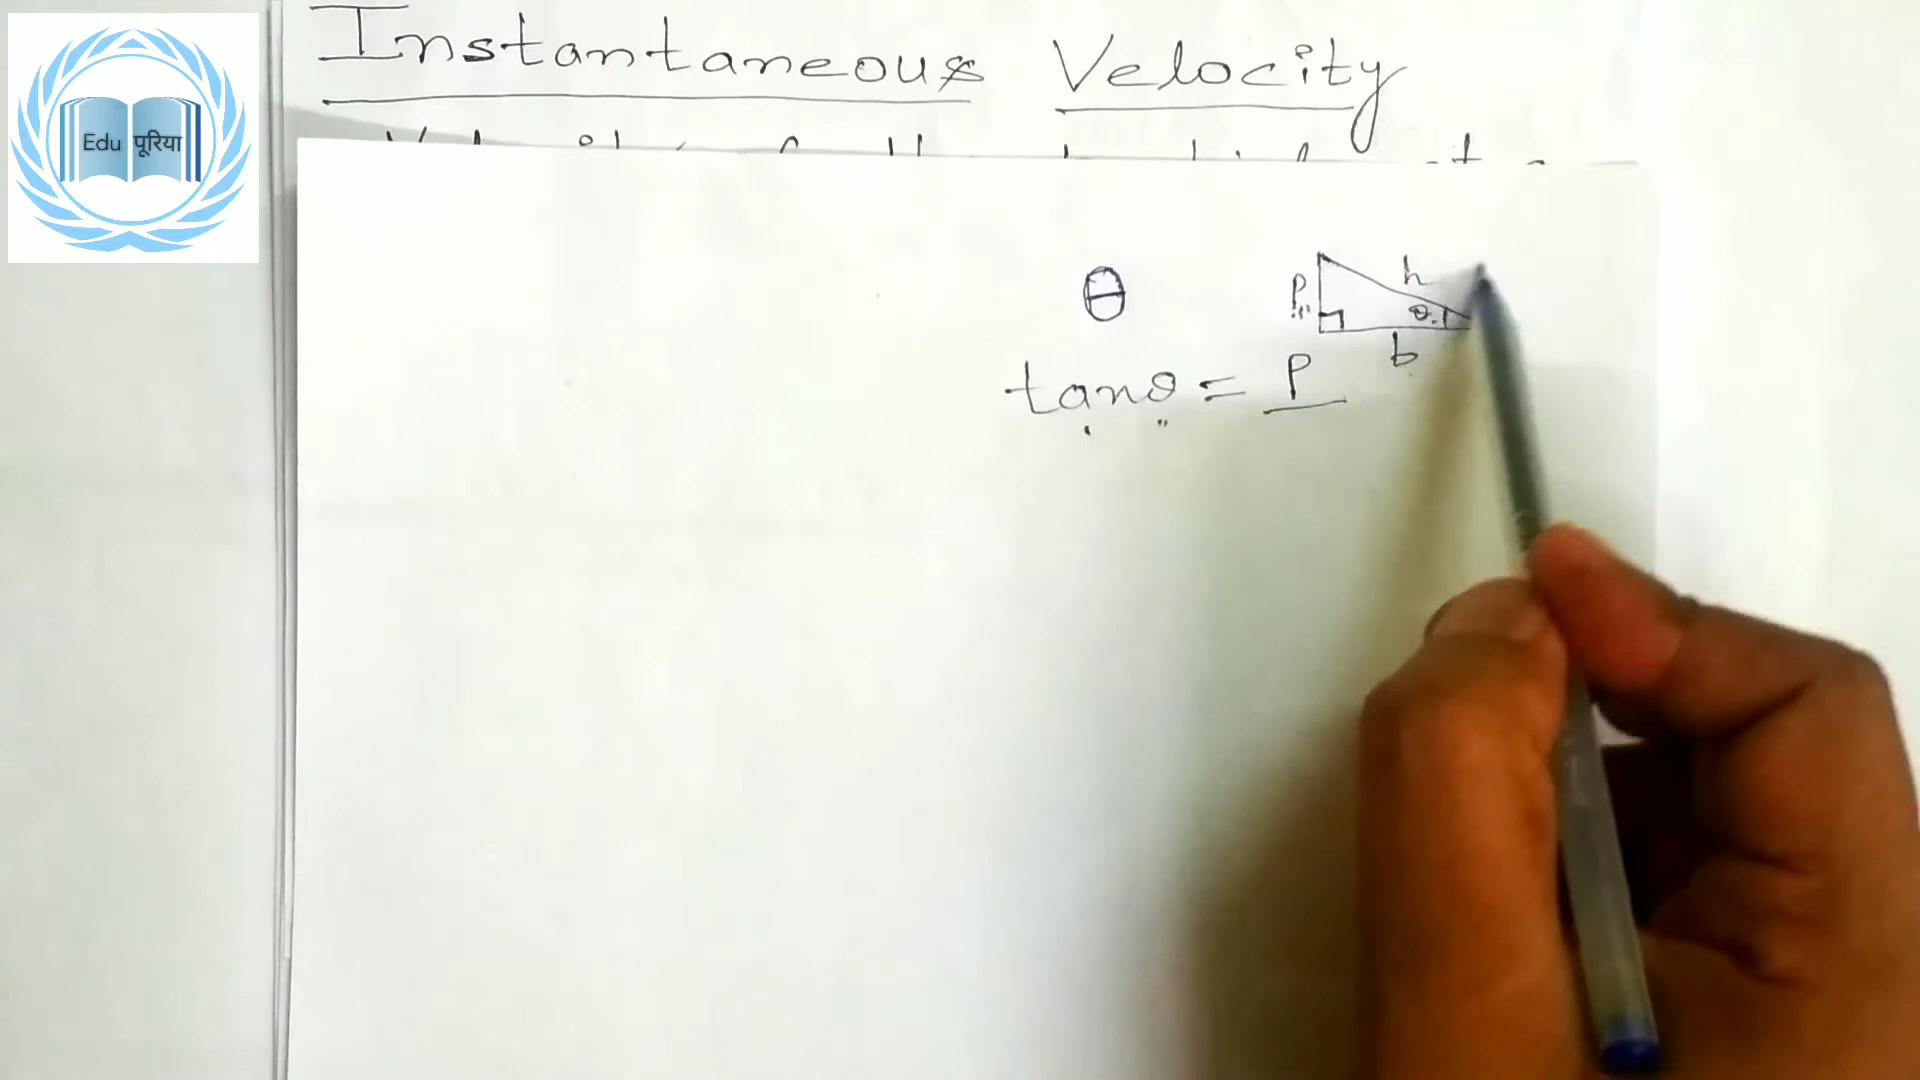 Instantaneous Velocity
Edu पूरिया
θ
P h
θ
b
tanθ = P